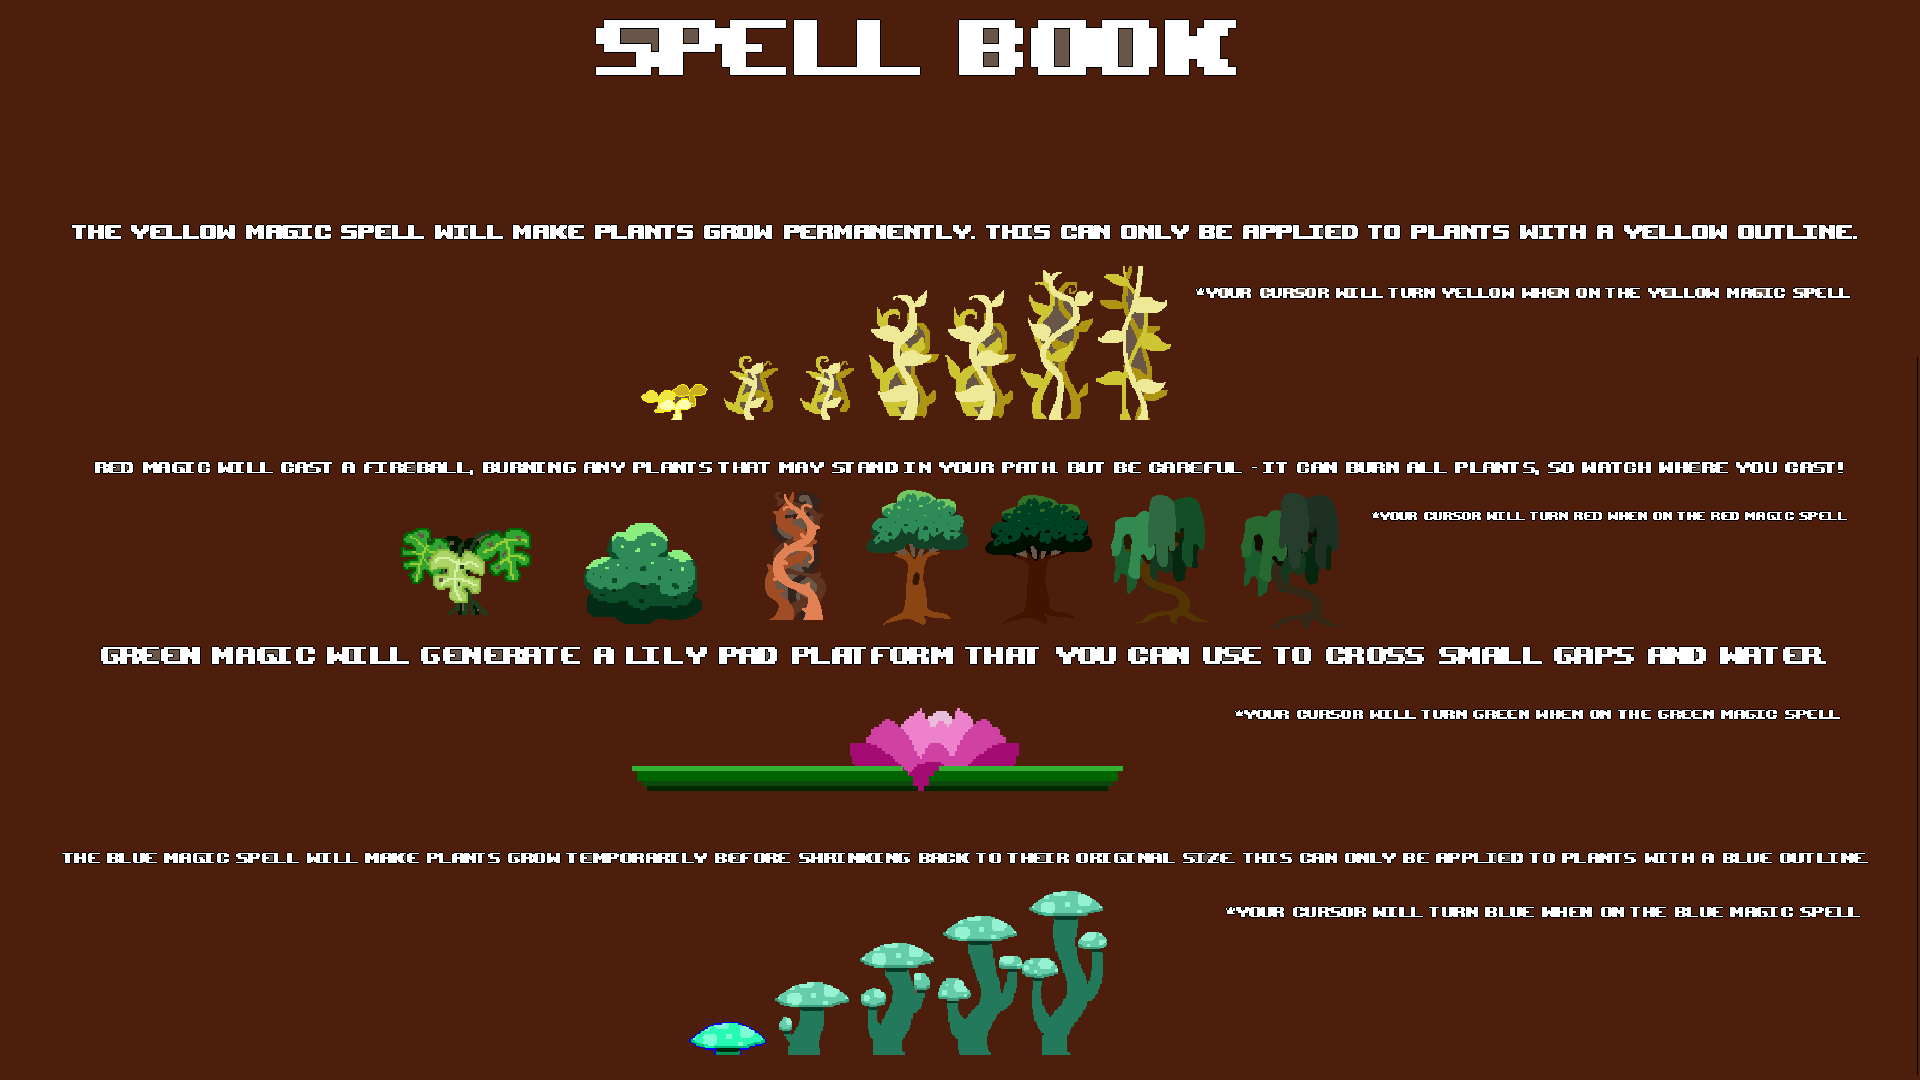 SPELL BOOK
THE YELLOW MAGIC SPELL WILL MAKE PLANTS GROW PERMANENTLY. THIS CAN ONLY BE APPLIED TO PLANTS WITH A YELLOW OUTLINE.
*YOUR CURSOR WILL TURN YELLOW WHEN ON THE YELLOW MAGIC SPELL
RED MAGIC WILL CAST A FIREBALL, BURNING ANY PLANTS THAT MAY STAND IN YOUR PATH. BUT BE CAREFUL - IT CAN BURN ALL PLANTS, SO WATCH WHERE YOU CAST!
*YOUR CURSOR WILL TURN RED WHEN ON THE RED MAGIC SPELL
GREEN MAGIC WILL GENERATE A LILY PAD PLATFORM THAT YOU CAN USE TO CROSS SMALL GAPS AND WATER
*YOUR CURSOR WILL TURN GREEN WHEN ON THE GREEN MAGIC SPELL
THE BLUE MAGIC SPELL WILL MAKE PLANTS GROW TEMPORARILY BEFORE SHRINKING BACK TO THEIR ORIGINAL SIZE. THIS CAN ONLY BE APPLIED TO PLANTS WITH A BLUE OUTLINE.
*YOUR CURSOR WILL TURN BLUE WHEN ON THE BLUE MAGIC SPELL